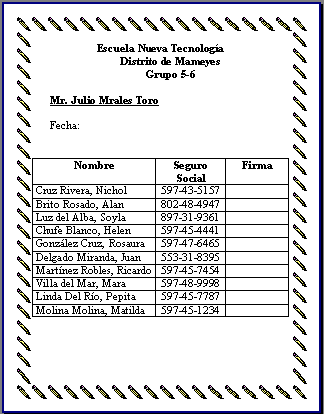 Escuela Nueva Tecnología
Distrito de Mameyes
Grupo 5-6
Mr. Julio Mrales Toro
Fecha:
Nombre Seguro Social Firma
Cruz Rivera, Nichol 597-43-5157
Brito Rosado, Alan 802-48-4947
Luz del Alba, Soyla 897-31-9361
Chufe Blanco, Helen 597-45-4441
González Cruz, Rosaura 597-47-6465
Delgado Miranda, Juan 553-31-8395
Martínez Robles, Ricardo 597-45-7454
Villa del Mar, Mara 597-48-9998
Linda Del Río, Pepita 597-45-7787
Molina Molina, Matilda 597-45-1234